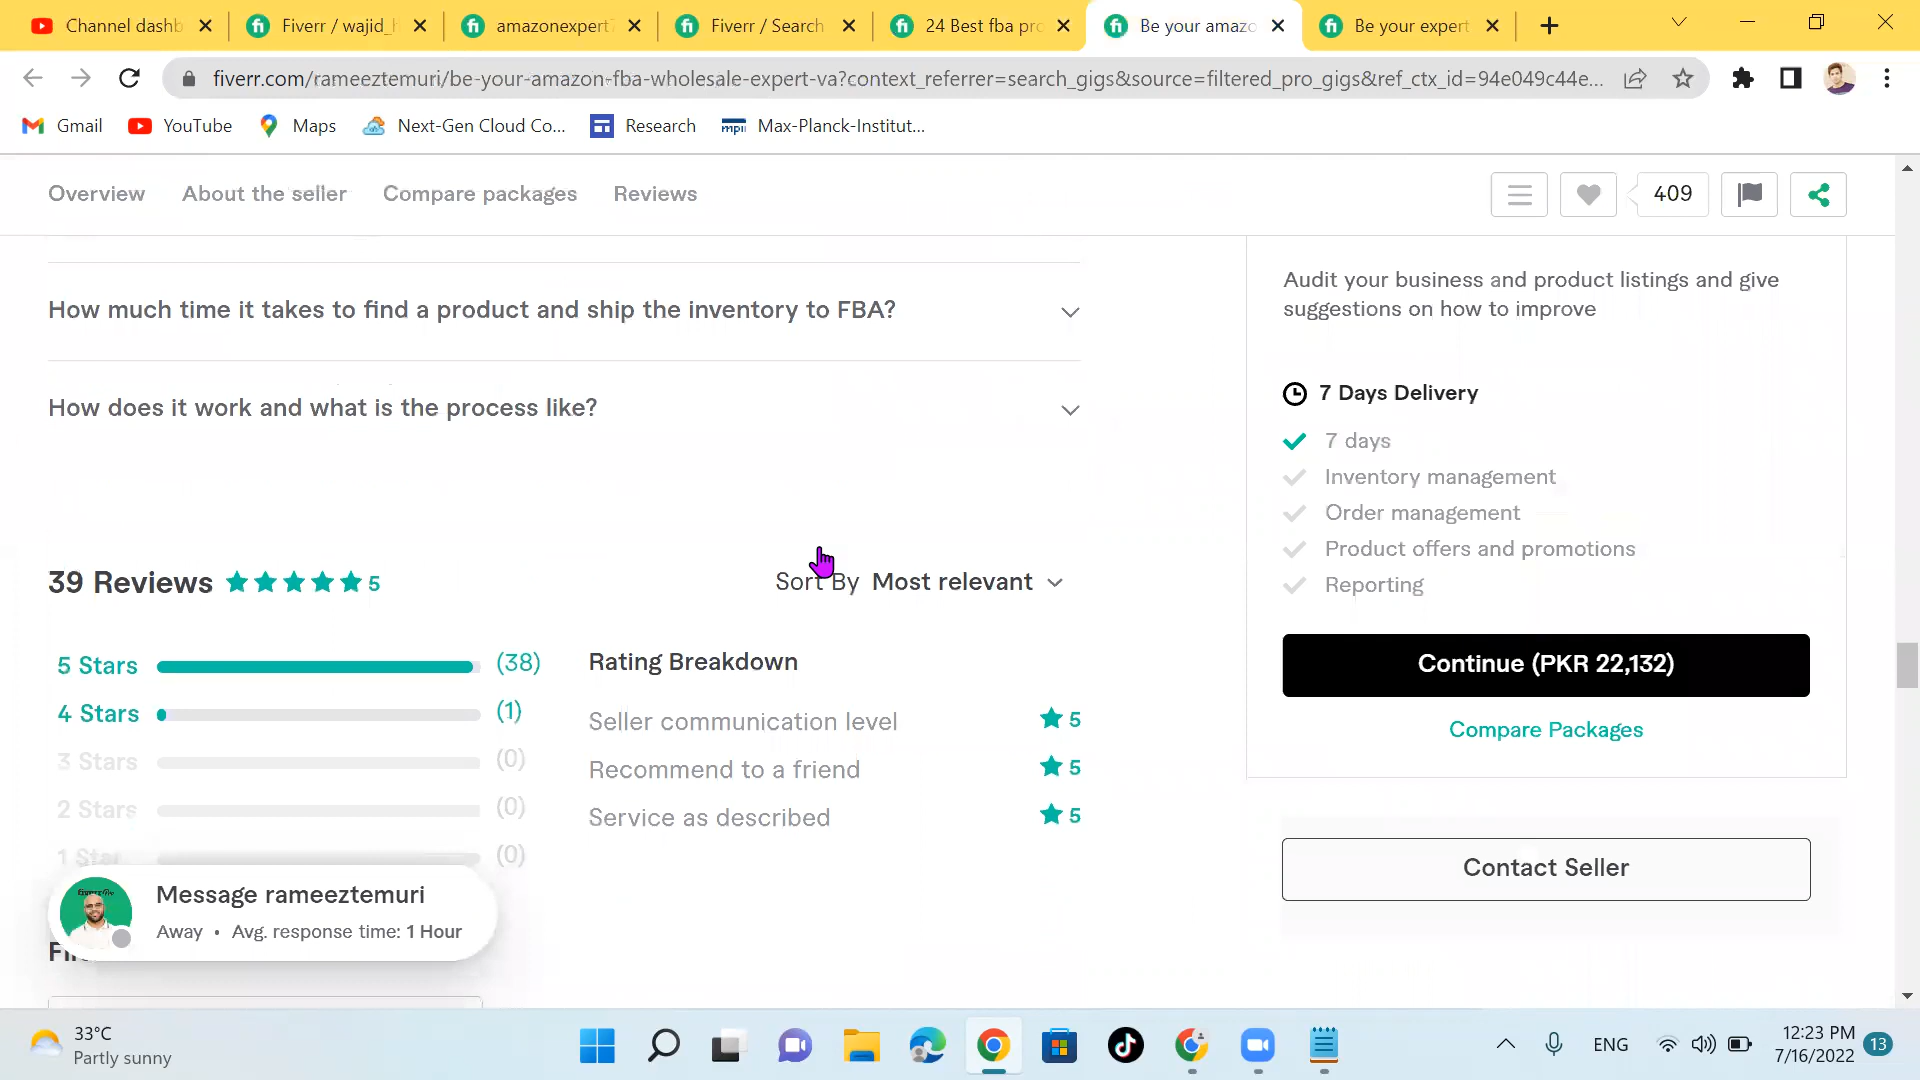 Channel dashb
Fiverr / wajid_h
amazonexpert7
Fiverr / Search
24 Best fba pro
Be your amazo
Be your expert
fiverr.com/rameeztemuri/be-your-amazon-fba-wholesale-expert-va?context_referrer=search_gigs&source=filtered_pro_gigs&ref_ctx_id=94e049c44e...
Gmail
YouTube
Maps
Next-Gen Cloud Co...
Research
mpii Max-Planck-Institut...
Overview
About the seller
Compare packages
Reviews
409
How much time it takes to find a product and ship the inventory to FBA?
How does it work and what is the process like?
39 Reviews 5
Sort By Most relevant
5 Stars (38)
4 Stars (1)
3 Stars (0)
2 Stars (0)
1 Star (0)
Rating Breakdown
Seller communication level 5
Recommend to a friend 5
Service as described 5
Message rameeztemuri
Away • Avg. response time: 1 Hour
Audit your business and product listings and give
suggestions on how to improve
7 Days Delivery
7 days
Inventory management
Order management
Product offers and promotions
Reporting
Continue (PKR 22,132)
Compare Packages
Contact Seller
33°C
Partly sunny
ENG
12:23 PM
7/16/2022
13